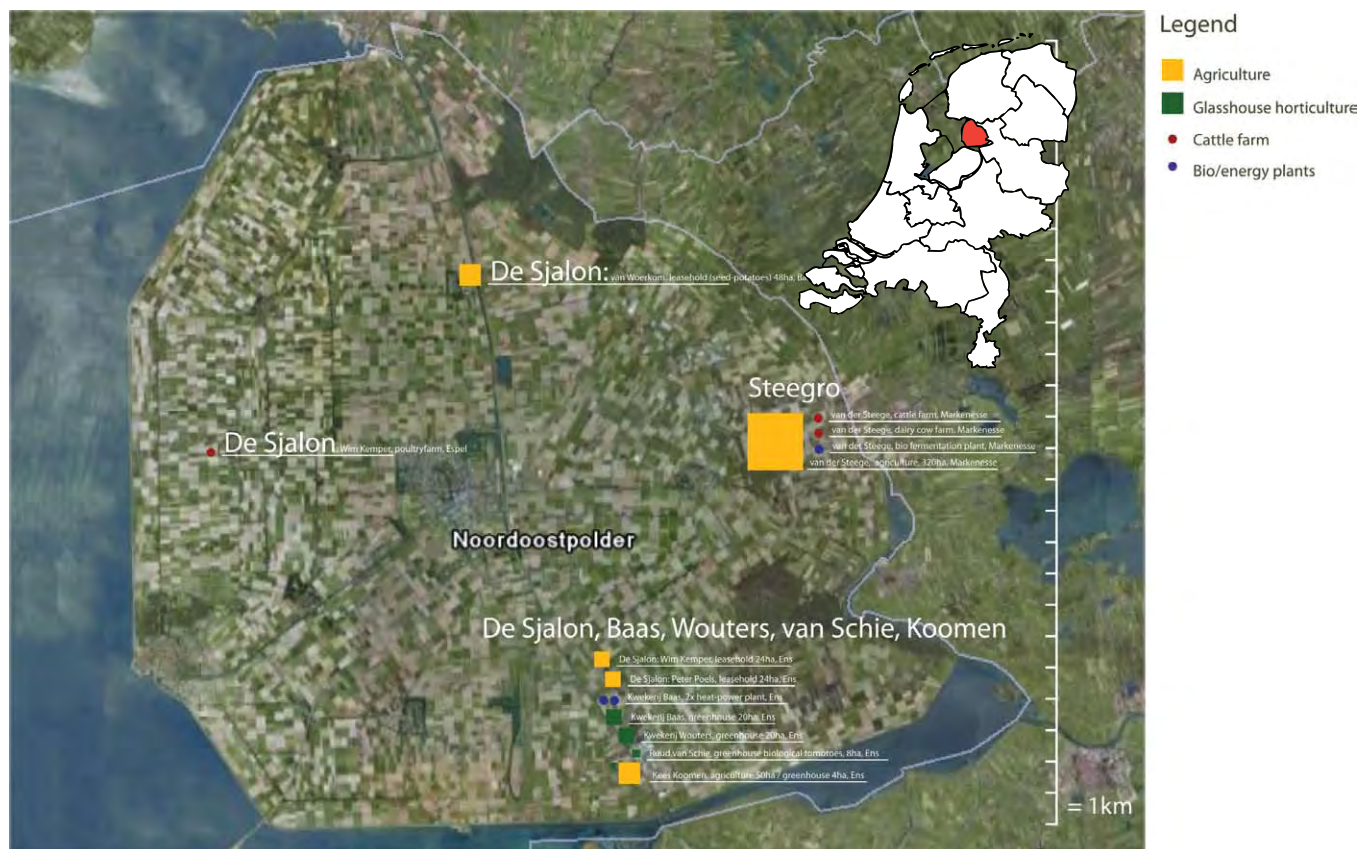 Legend
Agriculture
Glasshouse horticulture
Cattle farm
Bio/energy plants
De Sjalon: van Woerkom, leasehold (seed-potatoes) 48ha,
Steegro
van der Steege, cattle farm, Markenesse
van der Steege, dairy cow farm, Markenesse
van der Steege, bio fermentation plant, Markenesse
van der Steege, agriculture, 320ha, Markenesse
De Sjalon Wim Kemper, poultryfarm, Espel
Noordoostpolder
De Sjalon, Baas, Wouters, van Schie, Koomen
De Sjalon: Wim Kemper, leasehold 24ha, Ens
De Sjalon: Peter Poels, leasehold 24ha, Ens
Kwekerij Baas, 2x heat-power plant, Ens
Kwekerij Baas, greenhouse 20ha, Ens
Kwekerij Wouters, greenhouse 20ha, Ens
Ruud van Schie, greenhouse biological tomotoes, 8ha, Ens
Kees Koomen, agriculture 50ha / greenhouse 4ha, Ens
= 1km